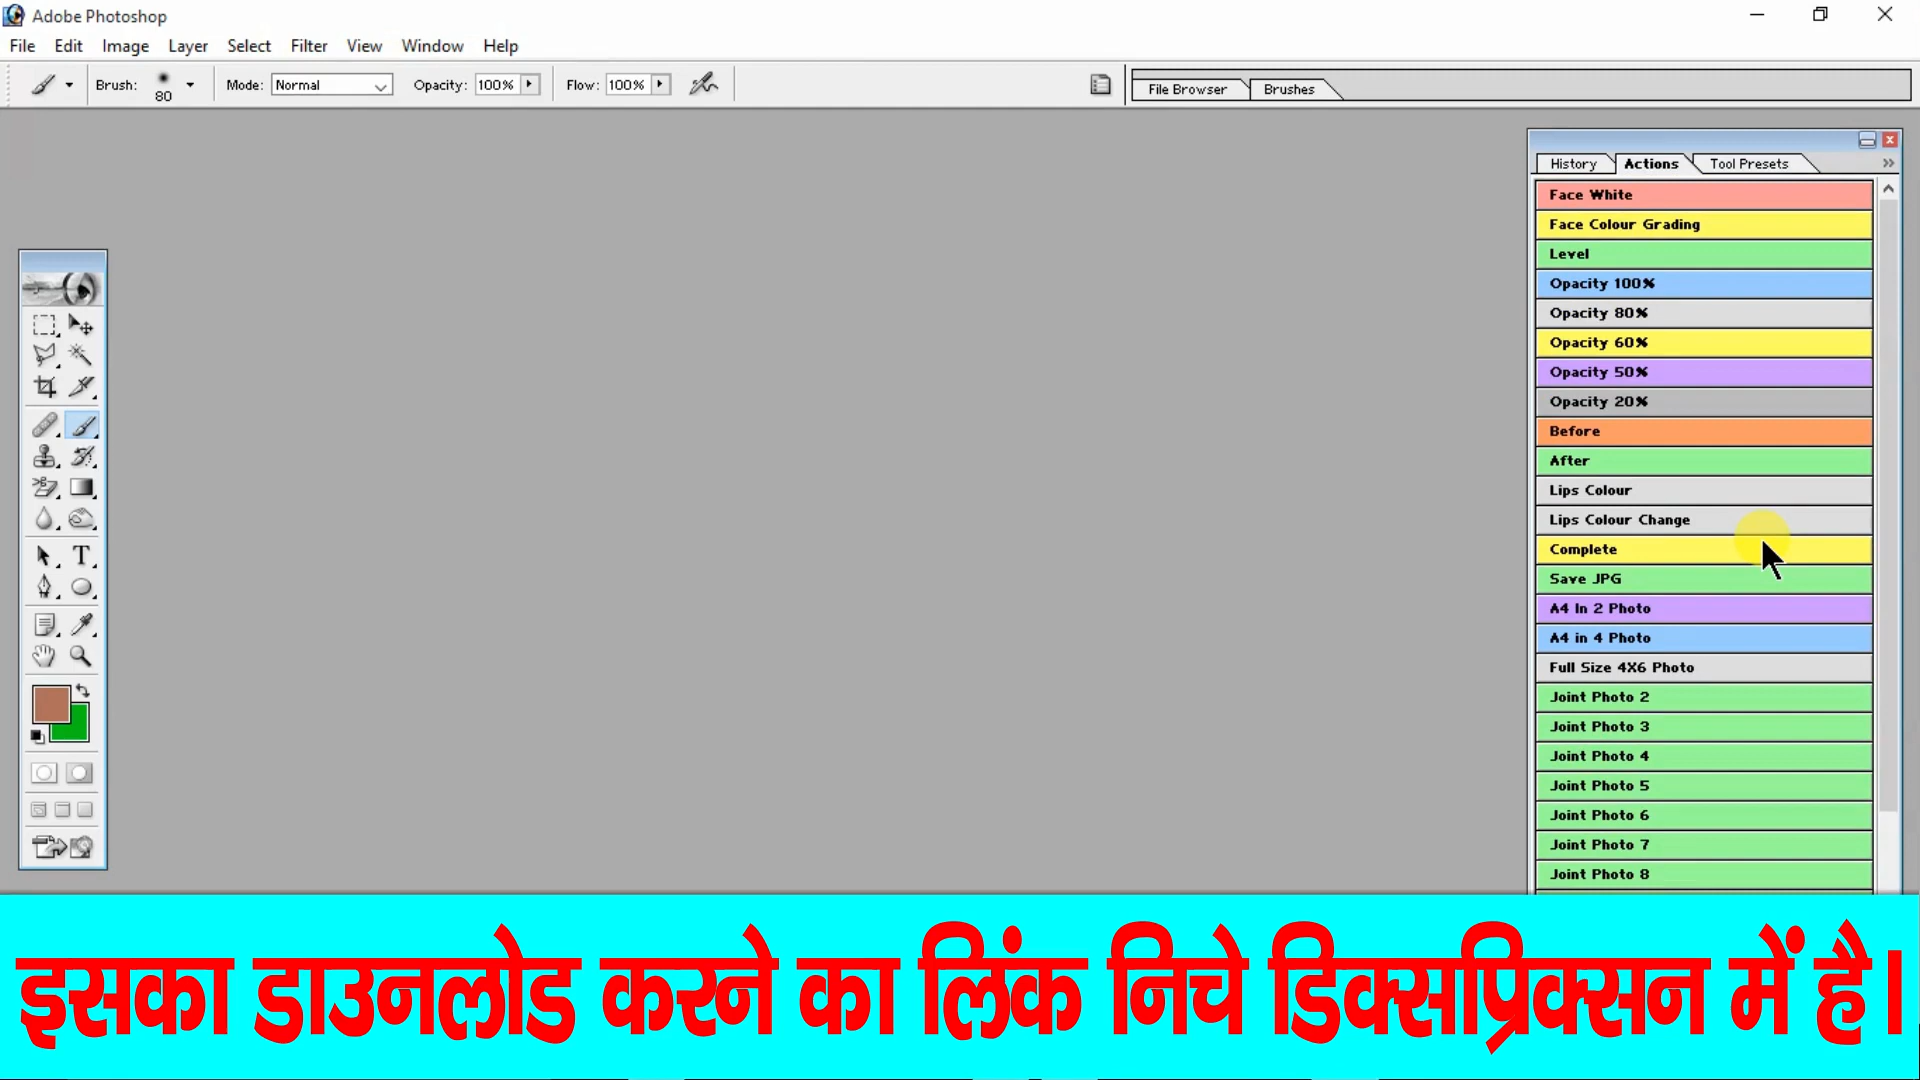 Adobe Photoshop
File Edit Image Layer Select Filter View Window Help
Brush: 80 Mode: Normal Opacity: 100% Flow: 100% File Browser Brushes
History Actions Tool Presets
Face White
Face Colour Grading
Level
Opacity 100%
Opacity 80%
Opacity 60%
Opacity 50%
Opacity 20%
Before
After
Lips Colour
Lips Colour Change
Complete
Save JPG
A4 In 2 Photo
A4 in 4 Photo
Full Size 4X6 Photo
Joint Photo 2
Joint Photo 3
Joint Photo 4
Joint Photo 5
Joint Photo 6
Joint Photo 7
Joint Photo 8
इसका डाउनलोड करने का लिंक निचे डिक्सप्रिक्सन में है।